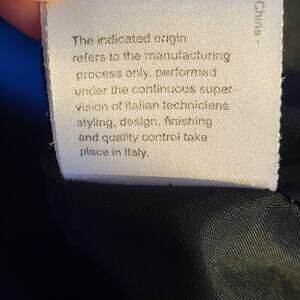 China -
The indicated origin
refers to the manufacturing
process only, performed
under the continuous super-
vision of Italian technicians
styling, design, finishing
and quality control take
place in Italy.